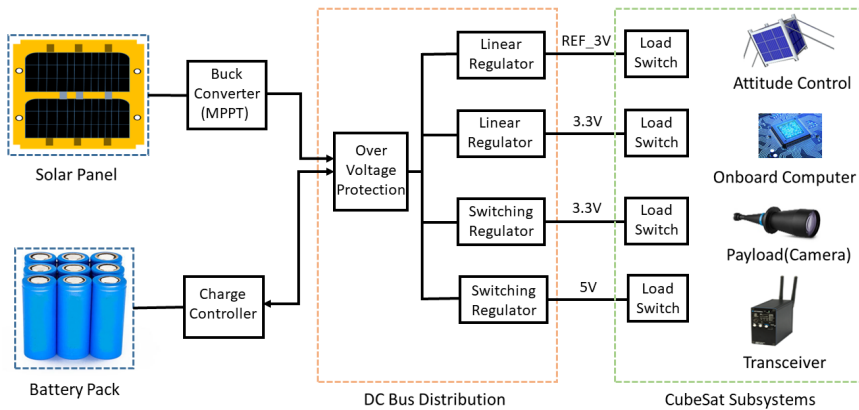 Solar Panel
Buck
Converter
(MPPT)
Battery Pack
Charge
Controller
Over
Voltage
Protection
Linear
Regulator
REF_3V
Load
Switch
Attitude Control
Linear
Regulator
3.3V
Load
Switch
Onboard Computer
Switching
Regulator
3.3V
Load
Switch
Payload(Camera)
Switching
Regulator
5V
Load
Switch
Transceiver
DC Bus Distribution
CubeSat Subsystems